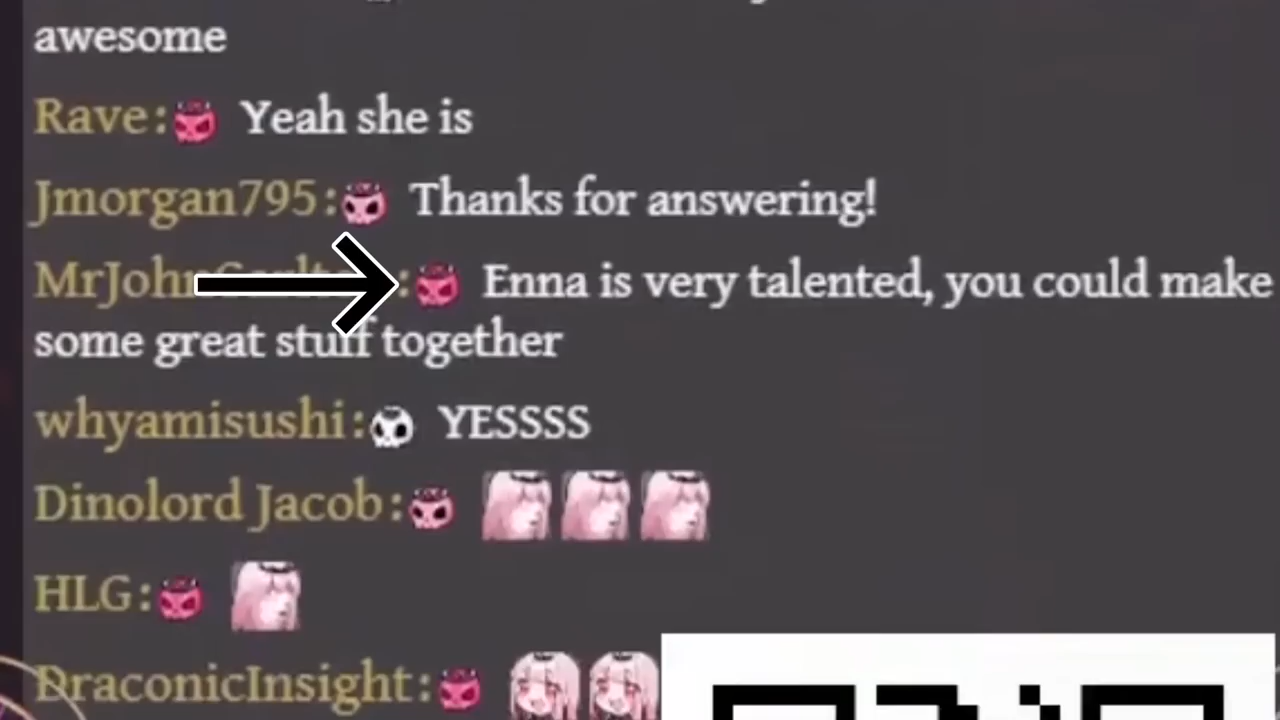 awesome
Rave: Yeah she is
Jmorgan795: Thanks for answering!
Enna is very talented, you could make
some great stuff together
whyamisushi: YESSSS
Dinolord Jacob:
HLG:
DraconicInsight: